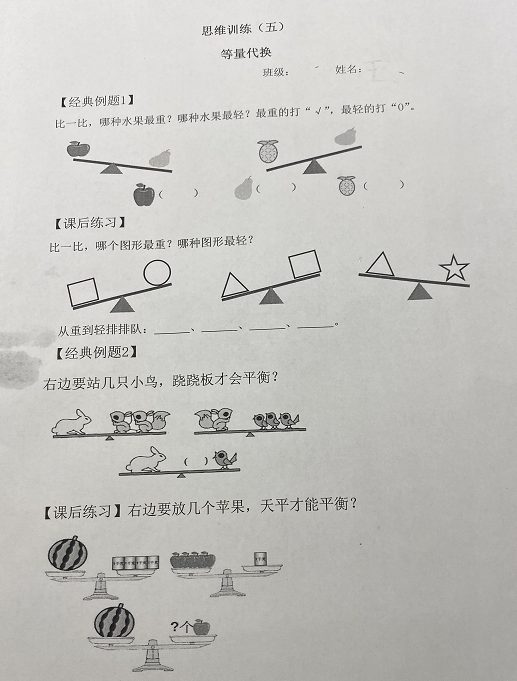 思维训练（五）
等量代换
班级： 姓名：
【经典例题1】
比一比，哪种水果最重？哪种水果最轻？最重的打“√”，最轻的打“O”。
（ ） （ ） （ ）
【课后练习】
比一比，哪个图形最重？哪种图形最轻？
从重到轻排排队：______、______、______、______。
【经典例题2】
右边要站几只小鸟，跷跷板才会平衡？
（ ）
【课后练习】右边要放几个苹果，天平才能平衡？
?个